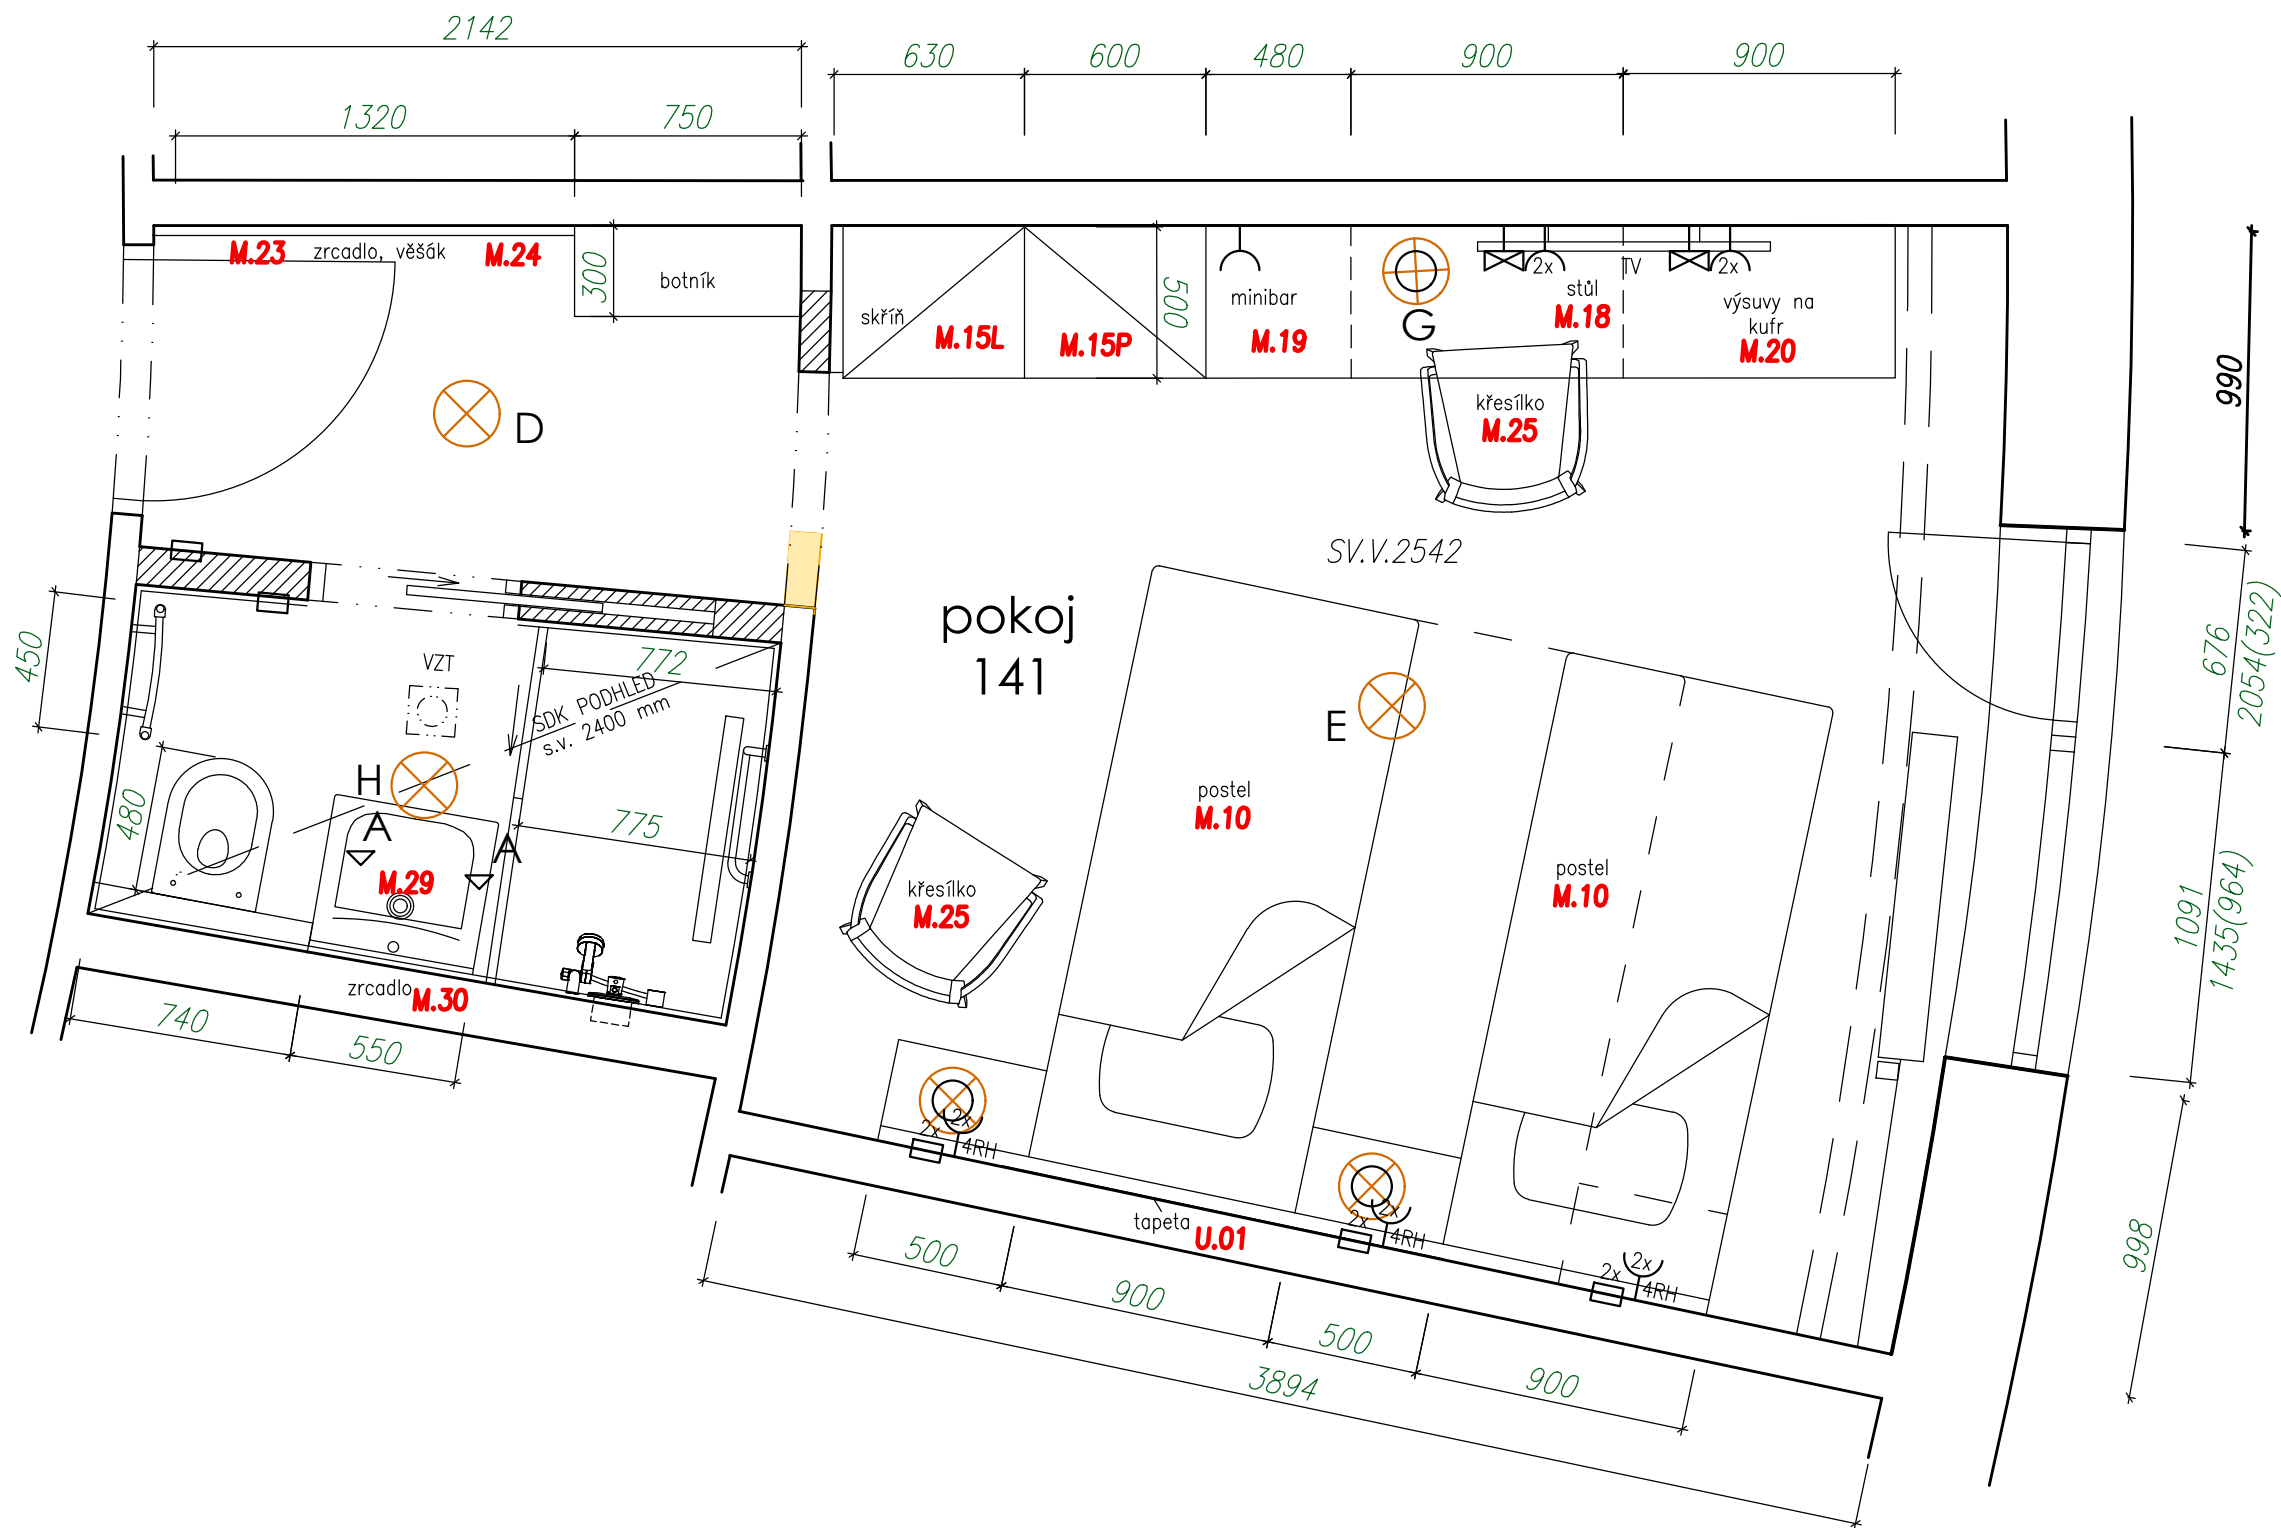 2142
630 600 480 900 900
1320 750
M.23 zrcadlo, věšák M.24
300
botník
500
skříň
M.15L
M.15P
minibar
M.19
G
2x TV 2x
stůl
M.18
výsuvy na
kufr
M.20
990
křesílko
M.25
D
SV.V.2542
pokoj
141
E
450
VZT
772
SDK PODHLED
s.v. 2400 mm
676
2054(322)
H
480
A
A
775
M.29
postel
M.10
postel
M.10
křesílko
M.25
1091
1435(964)
zrcadlo
M.30
740
550
2x 2x
4RH
2x 2x
4RH
2x 2x
4RH
tapeta
U.01
998
500
900
500
900
3894